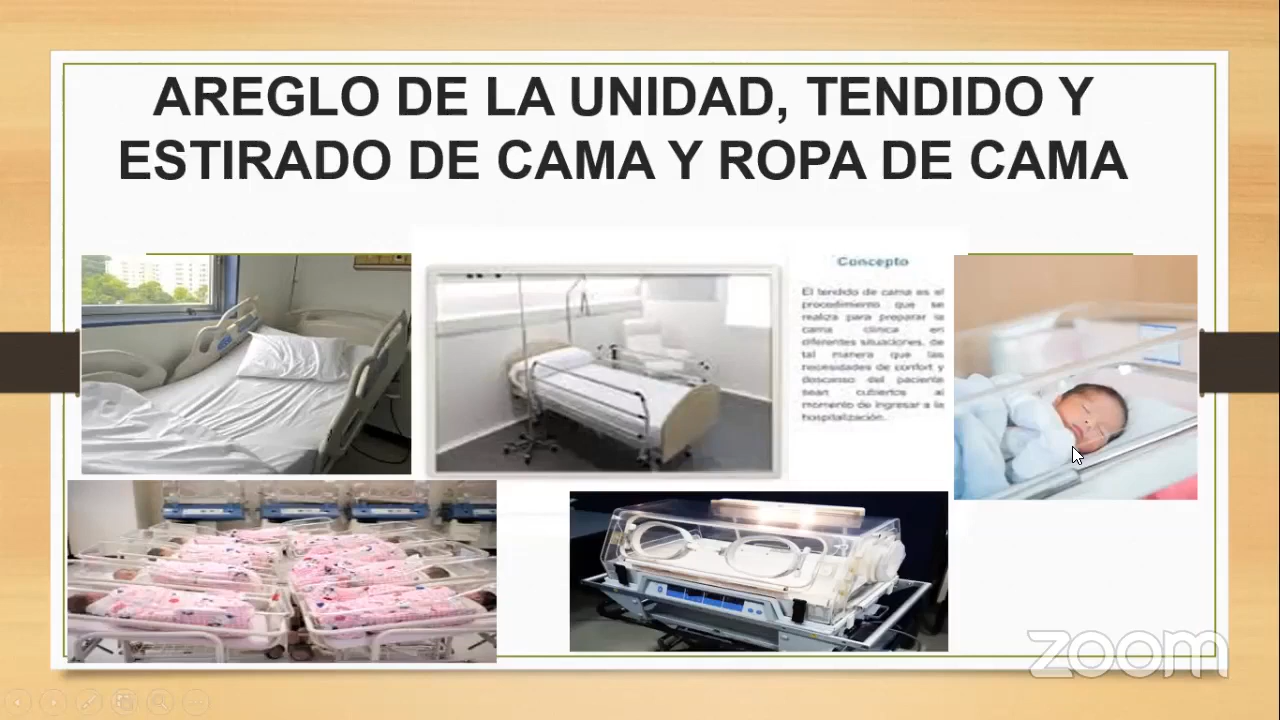 AREGLO DE LA UNIDAD, TENDIDO Y
ESTIRADO DE CAMA Y ROPA DE CAMA
Concepto
El tendido de cama es el
procedimiento que se
realiza para preparar la
cama clínica en
diferentes situaciones, de
tal manera que las
necesidades de confort y
descanso del paciente
sean cubiertos al
momento de ingresar a la
hospitalización.
zoom